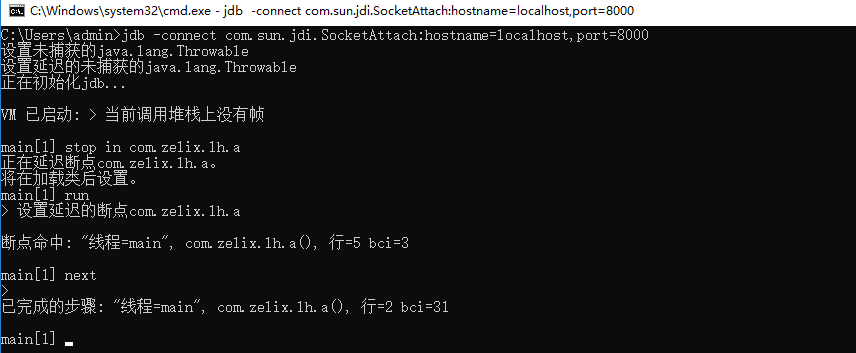 C:\Windows\system32\cmd.exe - jdb  -connect com.sun.jdi.SocketAttach:hostname=localhost,port=8000
C:\Users\admin>jdb -connect com.sun.jdi.SocketAttach:hostname=localhost,port=8000
设置未捕获的java.lang.Throwable
设置延迟的未捕获的java.lang.Throwable
正在初始化jdb...
VM 已启动: > 当前调用堆栈上没有帧
main[1] stop in com.zelix.lh.a
正在延迟断点com.zelix.lh.a。
将在加载类后设置。
main[1] run
> 设置延迟的断点com.zelix.lh.a
断点命中: "线程=main", com.zelix.lh.a(), 行=5 bci=3
main[1] next
>
已完成的步骤: "线程=main", com.zelix.lh.a(), 行=2 bci=31
main[1]